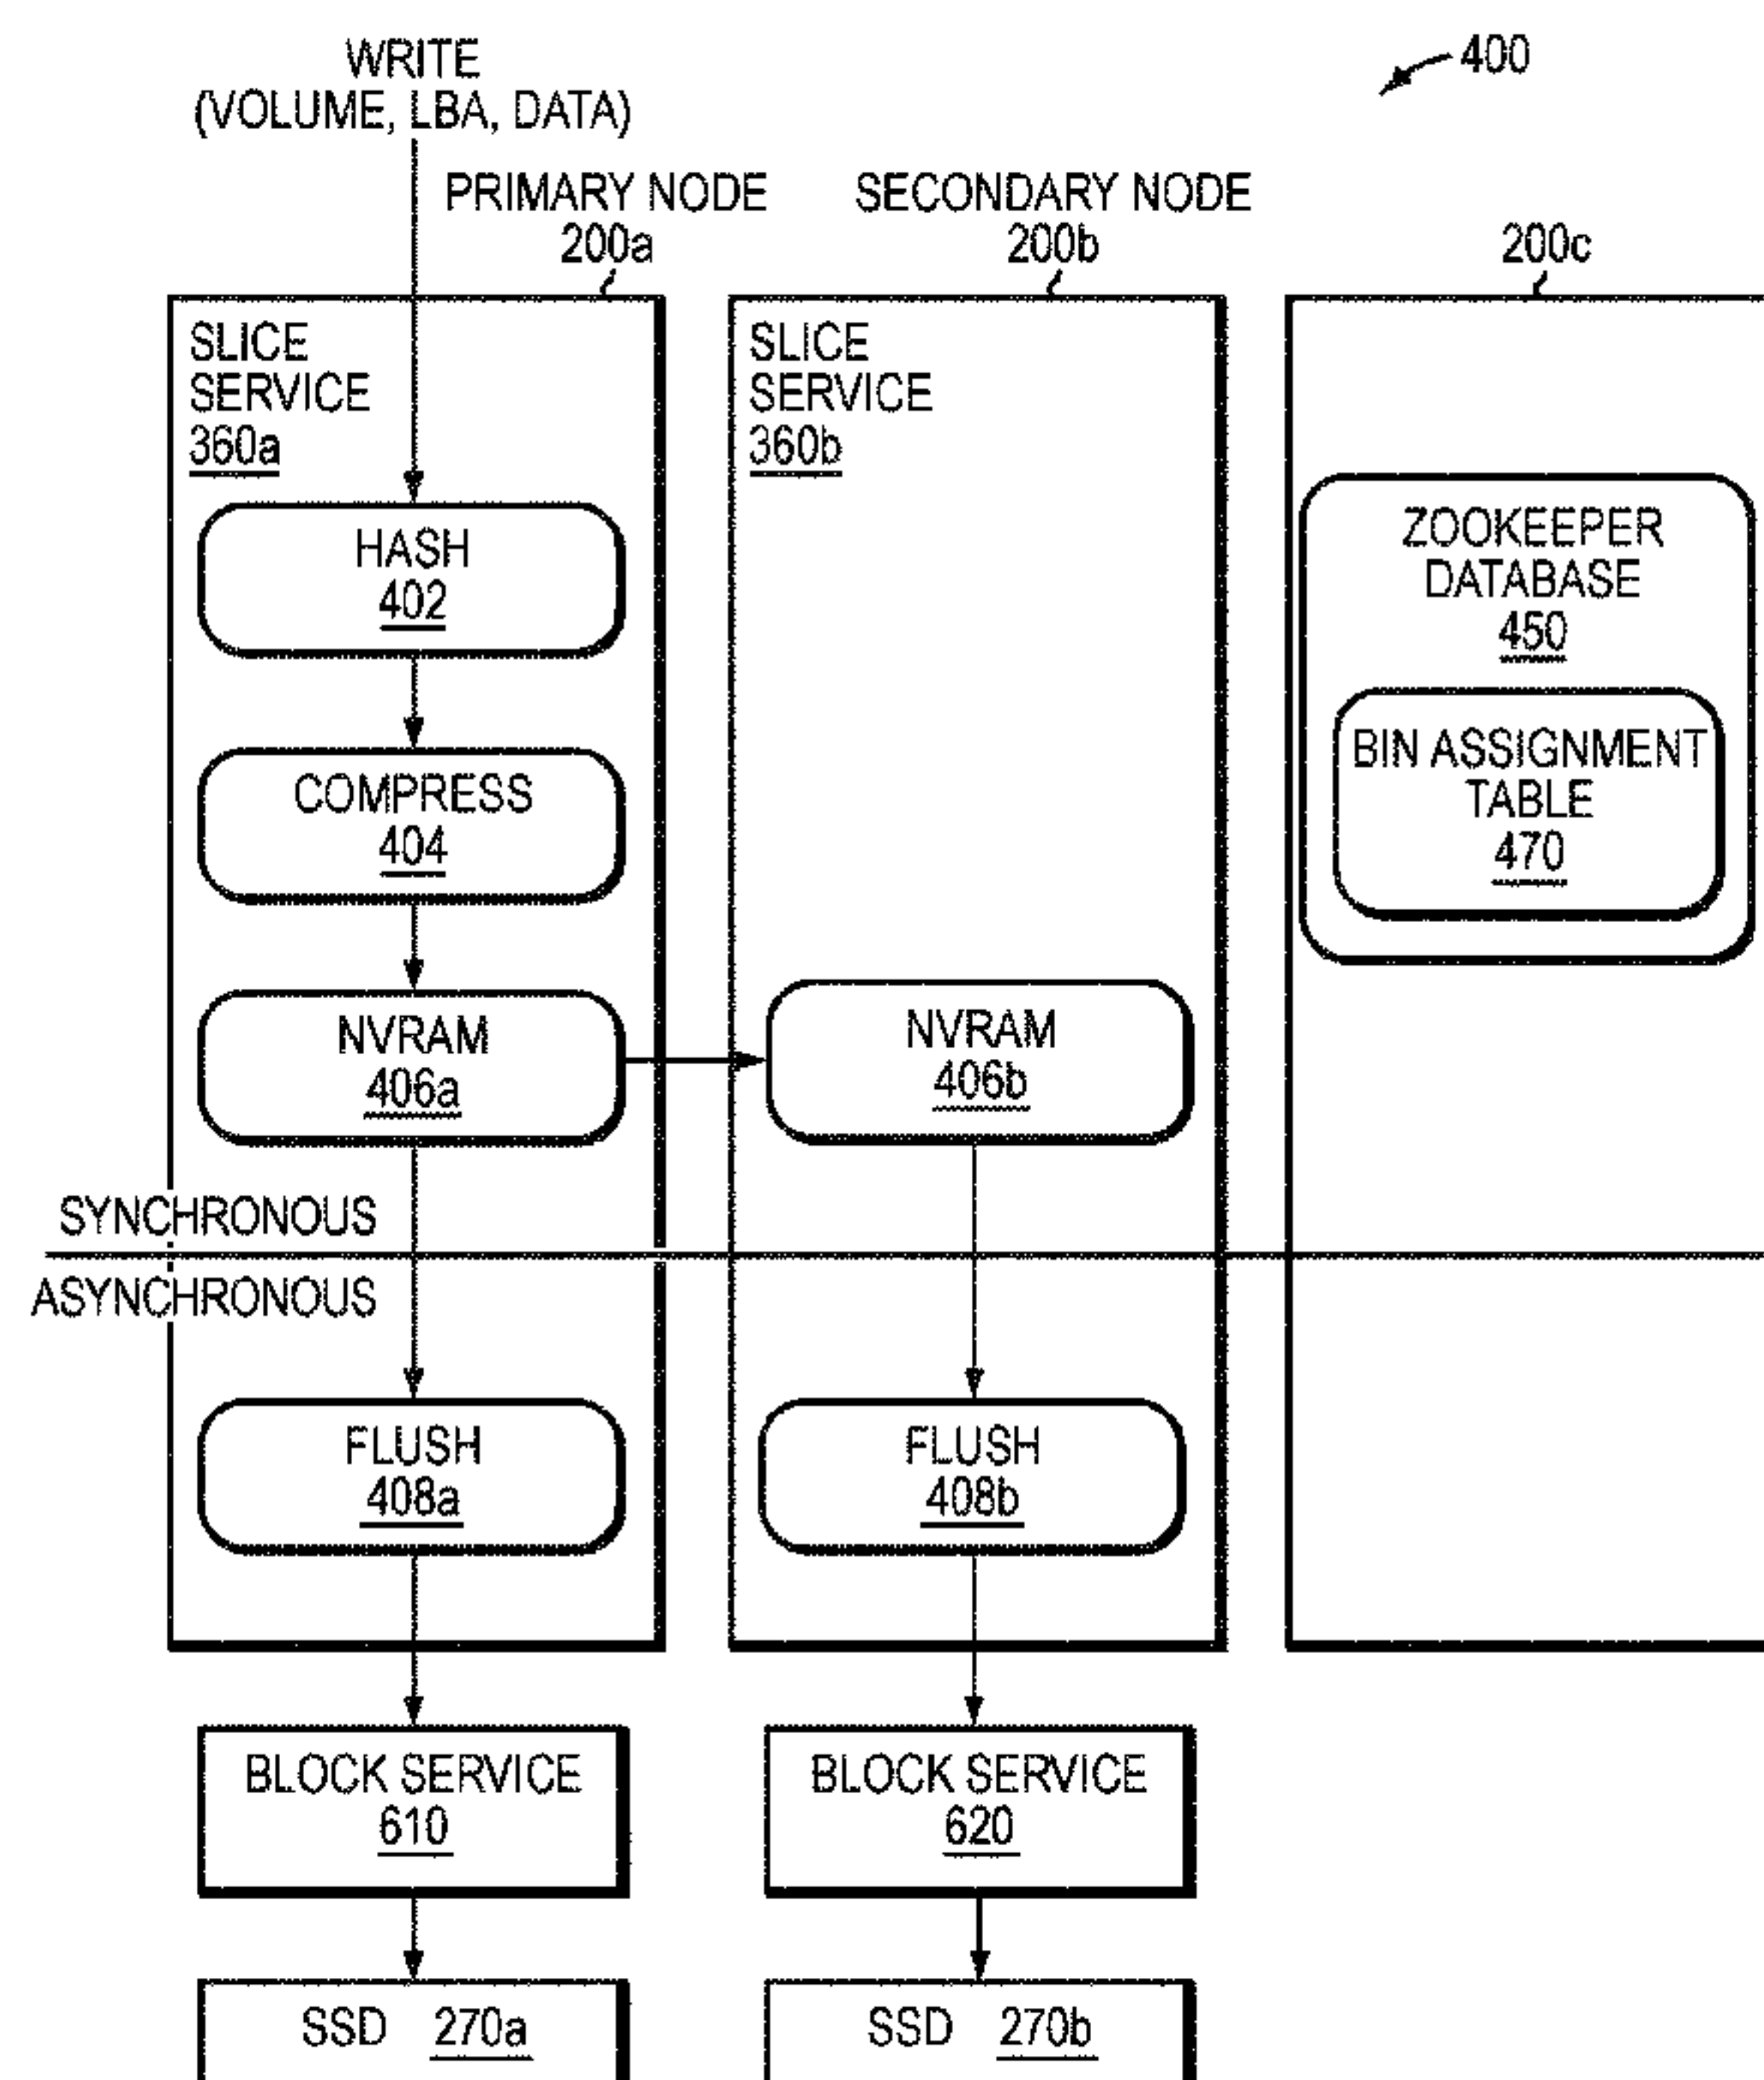 WRITE
(VOLUME, LBA, DATA)
400
PRIMARY NODE
200a
SECONDARY NODE
200b
200c
SLICE
SERVICE
360a
SLICE
SERVICE
360b
HASH
402
ZOOKEEPER
DATABASE
450
COMPRESS
404
BIN ASSIGNMENT
TABLE
470
NVRAM
406a
NVRAM
406b
SYNCHRONOUS
ASYNCHRONOUS
FLUSH
408a
FLUSH
408b
BLOCK SERVICE
610
BLOCK SERVICE
620
SSD 270a
SSD 270b